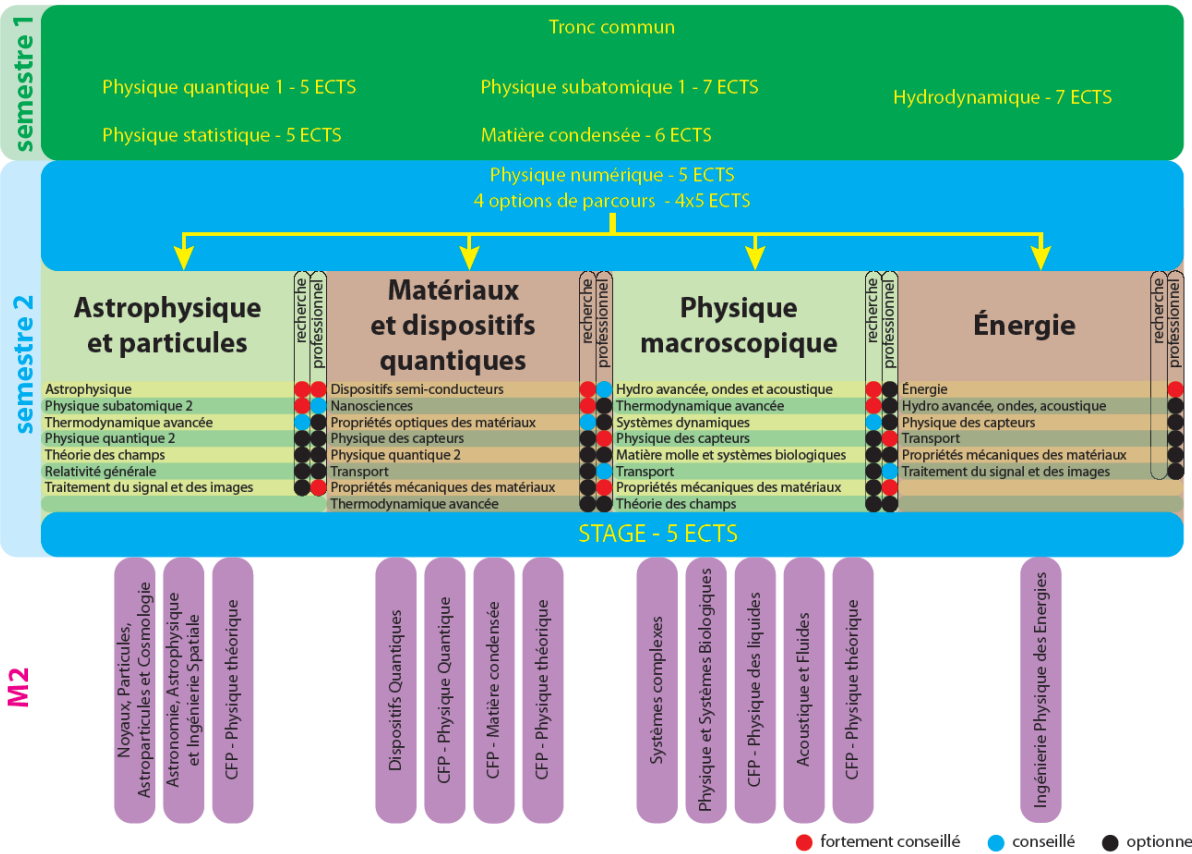 semestre 1
Tronc commun
Physique quantique 1 - 5 ECTS
Physique subatomique 1 - 7 ECTS
Hydrodynamique - 7 ECTS
Physique statistique - 5 ECTS
Matière condensée - 6 ECTS
semestre 2
Physique numérique - 5 ECTS
4 options de parcours - 4x5 ECTS
Astrophysique
et particules
recherche
professionnel
Astrophysique
Physique subatomique 2
Thermodynamique avancée
Physique quantique 2
Théorie des champs
Relativité générale
Traitement du signal et des images
Matériaux
et dispositifs
quantiques
recherche
professionnel
Dispositifs semi-conducteurs
Nanosciences
Propriétés optiques des matériaux
Physique des capteurs
Physique quantique 2
Transport
Propriétés mécaniques des matériaux
Thermodynamique avancée
Physique
macroscopique
recherche
professionnel
Hydro avancée, ondes et acoustique
Thermodynamique avancée
Systèmes dynamiques
Physique des capteurs
Matière molle et systèmes biologiques
Transport
Propriétés mécaniques des matériaux
Théorie des champs
Énergie
recherche
professionnel
Énergie
Hydro avancée, ondes, acoustique
Physique des capteurs
Transport
Propriétés mécaniques des matériaux
Traitement du signal et des images
STAGE - 5 ECTS
M2
Noyaux, Particules,
Astroparticules et Cosmologie
Astronomie, Astrophysique
et Ingénierie Spatiale
CFP - Physique théorique
Dispositifs Quantiques
CFP - Physique Quantique
CFP - Matière condensée
CFP - Physique théorique
Systèmes complexes
Physique et Systèmes Biologiques
CFP - Physique des liquides
Acoustique et Fluides
CFP - Physique théorique
Ingénierie Physique des Energies
fortement conseillé
conseillé
optionne